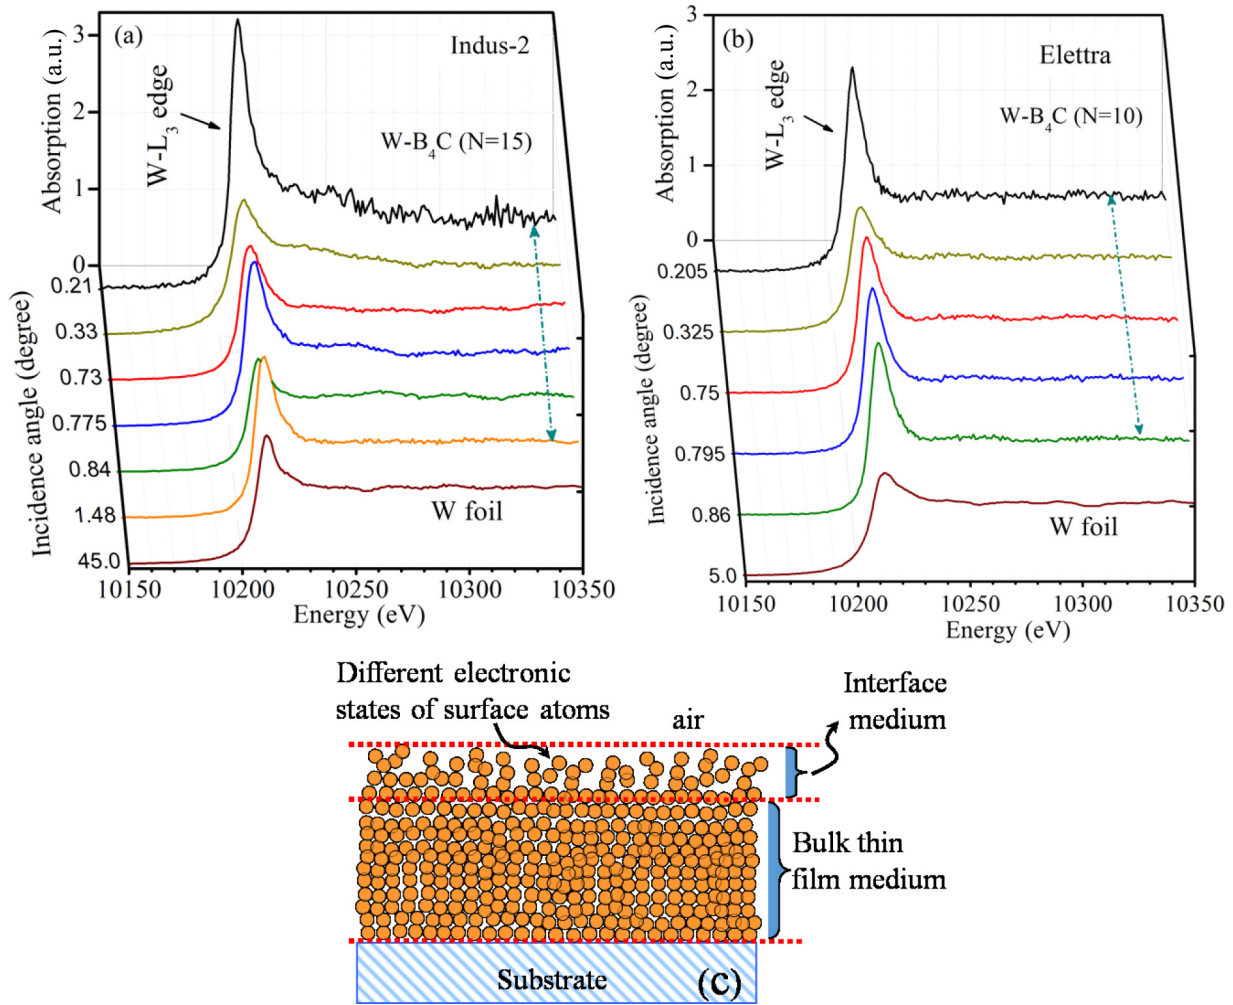 (a)
Indus-2
W-L3 edge
W-B4C (N=15)
Absorption (a.u.)
3
2
1
0
0.21
0.33
0.73
0.775
0.84
1.48
45.0
Incidence angle (degree)
W foil
10150 10200 10250 10300 10350
Energy (eV)
(b)
Elettra
W-L3 edge
W-B4C (N=10)
Absorption (a.u.)
3
2
1
0
0.205
0.325
0.75
0.795
0.86
5.0
Incidence angle (degree)
W foil
10150 10200 10250 10300 10350
Energy (eV)
Different electronic
states of surface atoms
air
Interface
medium
Bulk thin
film medium
Substrate
(c)